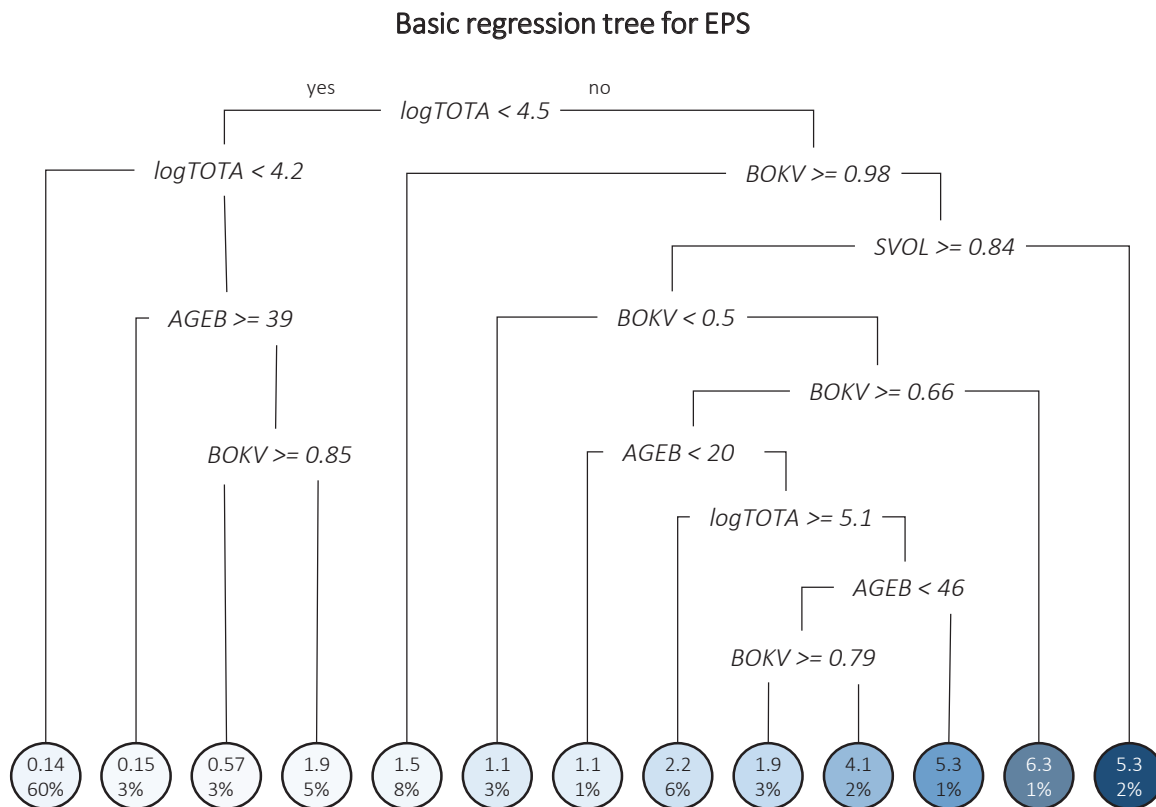 Basic regression tree for EPS
yes
no
logTOTA < 4.5
logTOTA < 4.2
BOKV >= 0.98
SVOL >= 0.84
AGEB >= 39
BOKV < 0.5
BOKV >= 0.66
BOKV >= 0.85
AGEB < 20
logTOTA >= 5.1
AGEB < 46
BOKV >= 0.79
0.14
60%
0.15
3%
0.57
3%
1.9
5%
1.5
8%
1.1
3%
1.1
1%
2.2
6%
1.9
3%
4.1
2%
5.3
1%
6.3
1%
5.3
2%